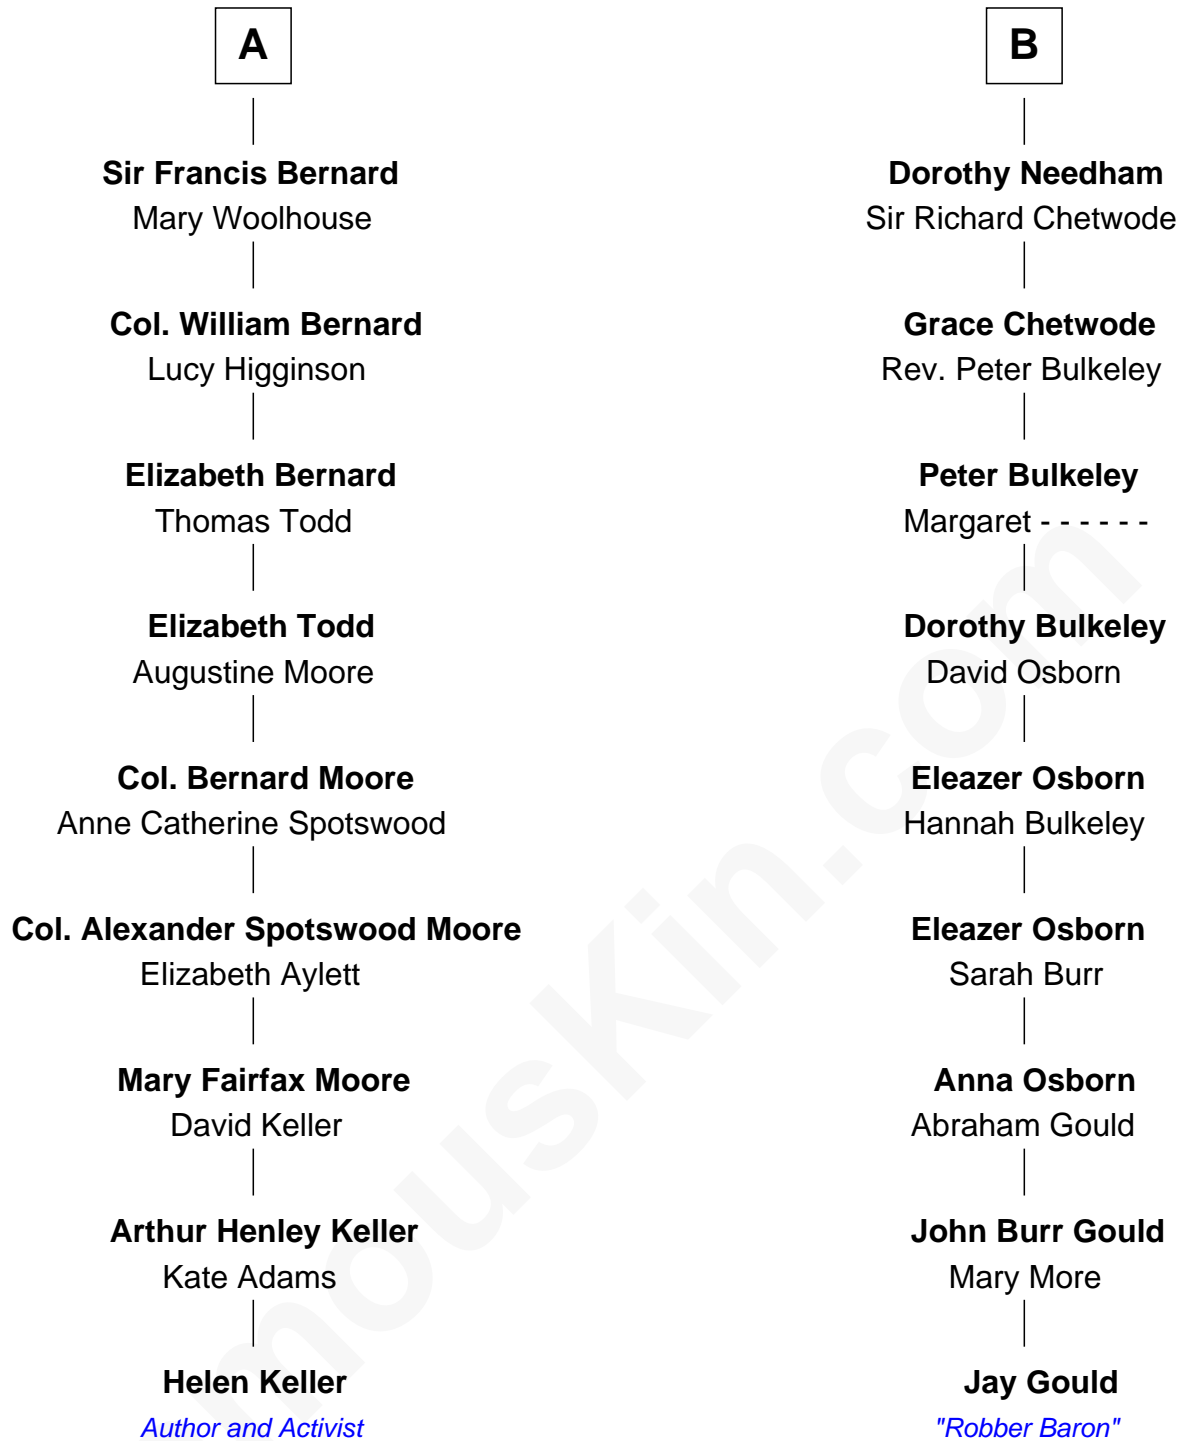 A
Sir Francis Bernard
Mary Woolhouse
Col. William Bernard
Lucy Higginson
Elizabeth Bernard
Thomas Todd
Elizabeth Todd
Augustine Moore
Col. Bernard Moore
Anne Catherine Spotswood
Col. Alexander Spotswood Moore
Elizabeth Aylett
Mary Fairfax Moore
David Keller
Arthur Henley Keller
Kate Adams
Helen Keller
Author and Activist
B
Dorothy Needham
Sir Richard Chetwode
Grace Chetwode
Rev. Peter Bulkeley
Peter Bulkeley
Margaret - - - - - -
Dorothy Bulkeley
David Osborn
Eleazer Osborn
Hannah Bulkeley
Eleazer Osborn
Sarah Burr
Anna Osborn
Abraham Gould
John Burr Gould
Mary More
Jay Gould
"Robber Baron"
mousKin.com